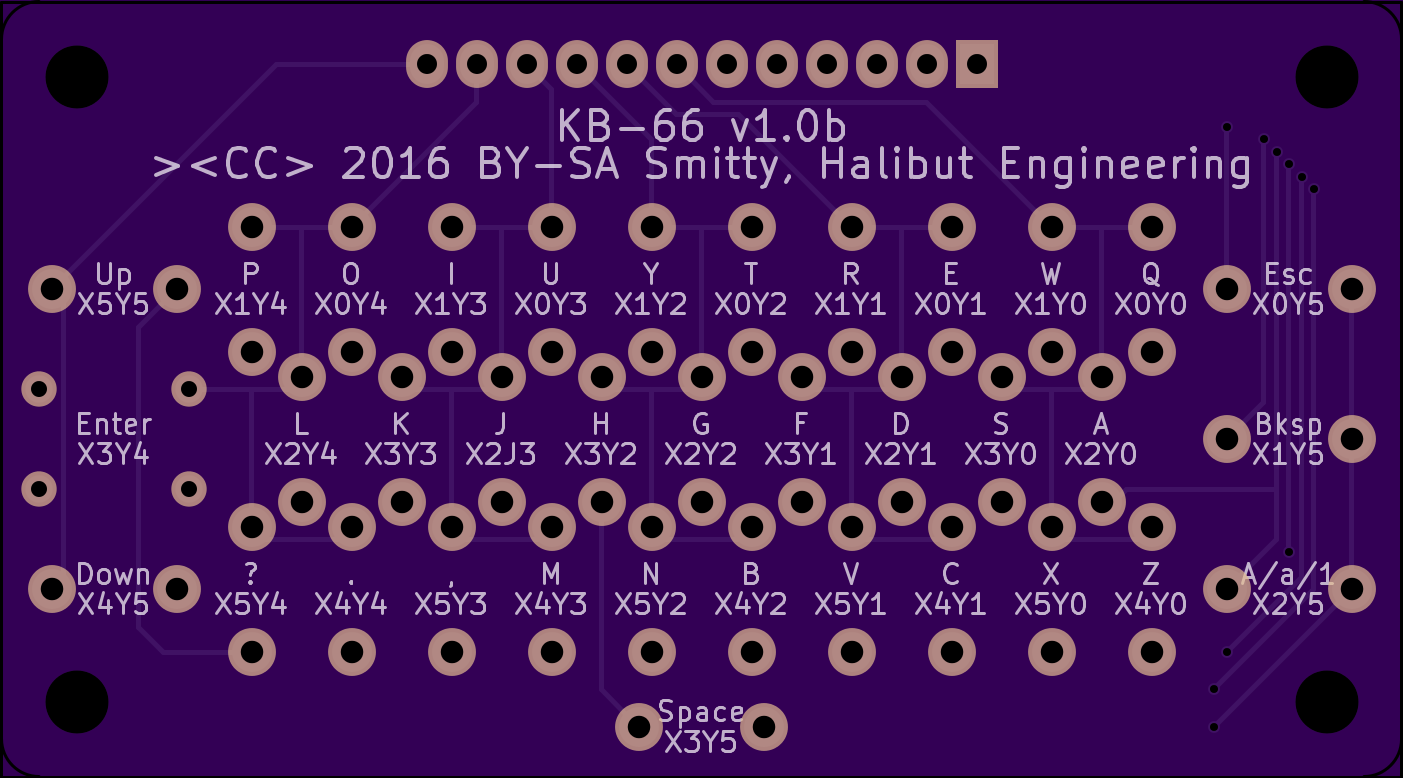 KB-66 v1.0b
><CC> 2016 BY-SA Smitty, Halibut Engineering
Up P O I U Y T R E W Q Esc
X5Y5 X1Y4 X0Y4 X1Y3 X0Y3 X1Y2 X0Y2 X1Y1 X0Y1 X1Y0 X0Y0 X0Y5
Enter L K J H G F D S A Bksp
X3Y4 X2Y4 X3Y3 X2J3 X3Y2 X2Y2 X3Y1 X2Y1 X3Y0 X2Y0 X1Y5
Down ? . , M N B V C X Z A/a/1
X4Y5 X5Y4 X4Y4 X5Y3 X4Y3 X5Y2 X4Y2 X5Y1 X4Y1 X5Y0 X4Y0 X2Y5
Space
X3Y5